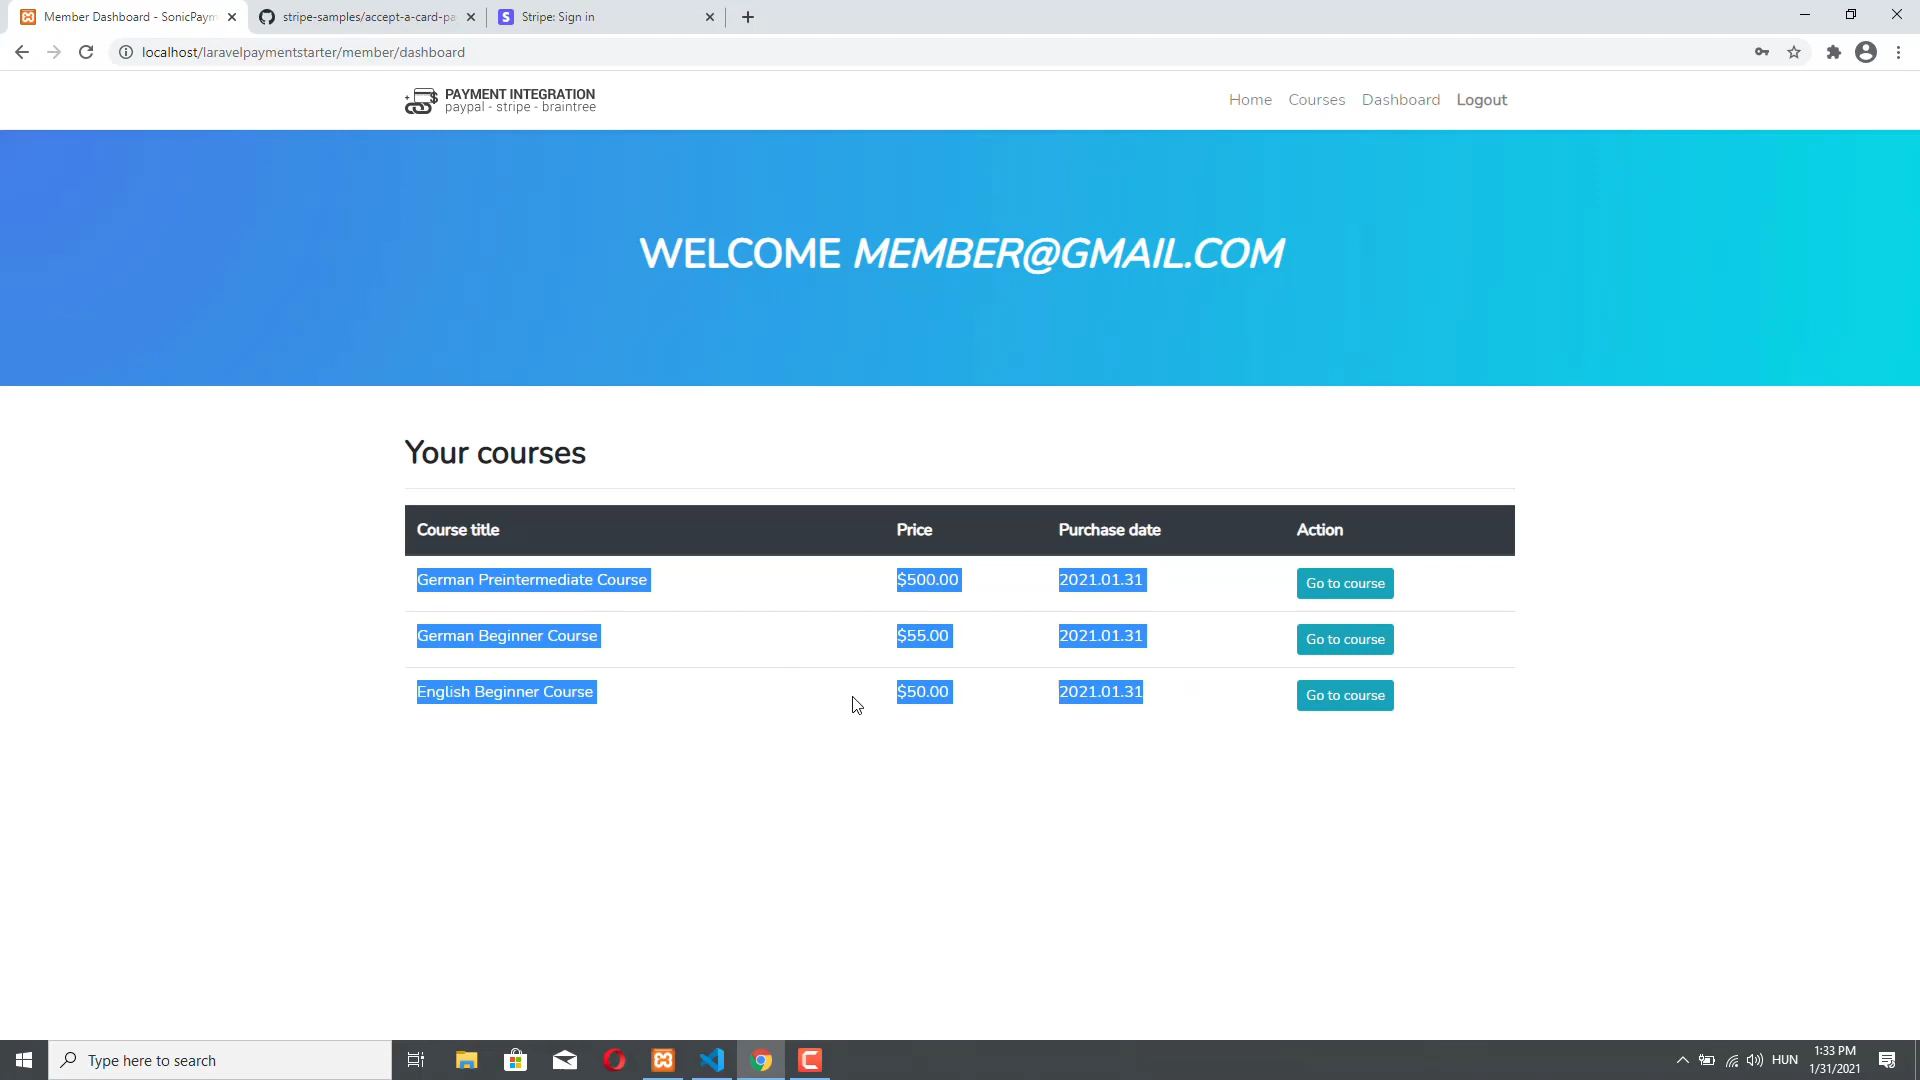 Member Dashboard - SonicPaym
stripe-samples/accept-a-card-pa
Stripe: Sign in
localhost/laravelpaymentstarter/member/dashboard
PAYMENT INTEGRATION
paypal - stripe - braintree
Home Courses Dashboard Logout
WELCOME MEMBER@GMAIL.COM
Your courses
Course title Price Purchase date Action
German Preintermediate Course $500.00 2021.01.31 Go to course
German Beginner Course $55.00 2021.01.31 Go to course
English Beginner Course $50.00 2021.01.31 Go to course
Type here to search
HUN
1:33 PM
1/31/2021